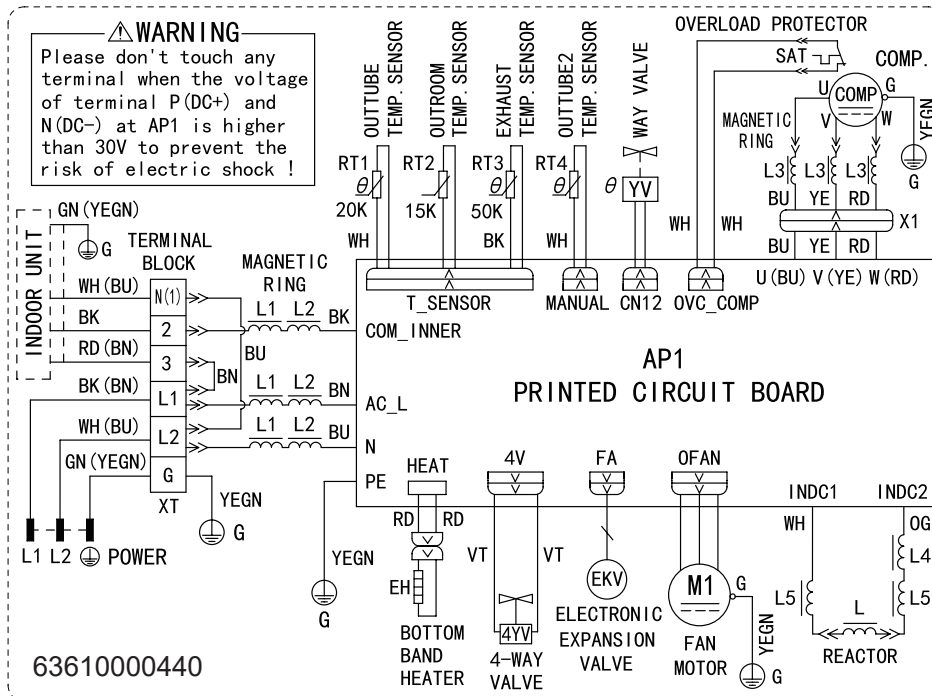 ⚠WARNING
Please don't touch any
terminal when the voltage
of terminal P(DC+) and
N(DC-) at AP1 is higher
than 30V to prevent the
risk of electric shock !
OUTTUBE
TEMP. SENSOR
OUTROOM
TEMP. SENSOR
EXHAUST
TEMP. SENSOR
OUTTUBE2
TEMP. SENSOR
WAY VALVE
OVERLOAD PROTECTOR
SAT
COMP.
U
COMP
G
V
W
YEGN
G
MAGNETIC
RING
L3
L3
L3
BU
YE
RD
X1
BU
YE
RD
U(BU) V(YE) W(RD)
RT1
θ
20K
WH
RT2
15K
RT3
θ
50K
BK
RT4
θ
WH
θ
YV
WH
WH
T_SENSOR
MANUAL
CN12
OVC_COMP
INDOOR UNIT
GN(YEGN)
G
TERMINAL
BLOCK
MAGNETIC
RING
WH(BU)
N(1)
BK
2
L1
L2
BK
COM_INNER
BU
RD(BN)
3
BN
BK(BN)
L1
L1
L2
BN
AC_L
WH(BU)
L2
L1
L2
BU
N
GN(YEGN)
G
PE
XT
YEGN
G
L1
L2
POWER
YEGN
G
AP1
PRINTED CIRCUIT BOARD
HEAT
RD
RD
EH
BOTTOM
BAND
HEATER
4V
VT
VT
4YV
4-WAY
VALVE
FA
EKV
ELECTRONIC
EXPANSION
VALVE
OFAN
M1
G
YEGN
G
FAN
MOTOR
INDC1
INDC2
WH
OG
L4
L5
L5
L
REACTOR
63610000440